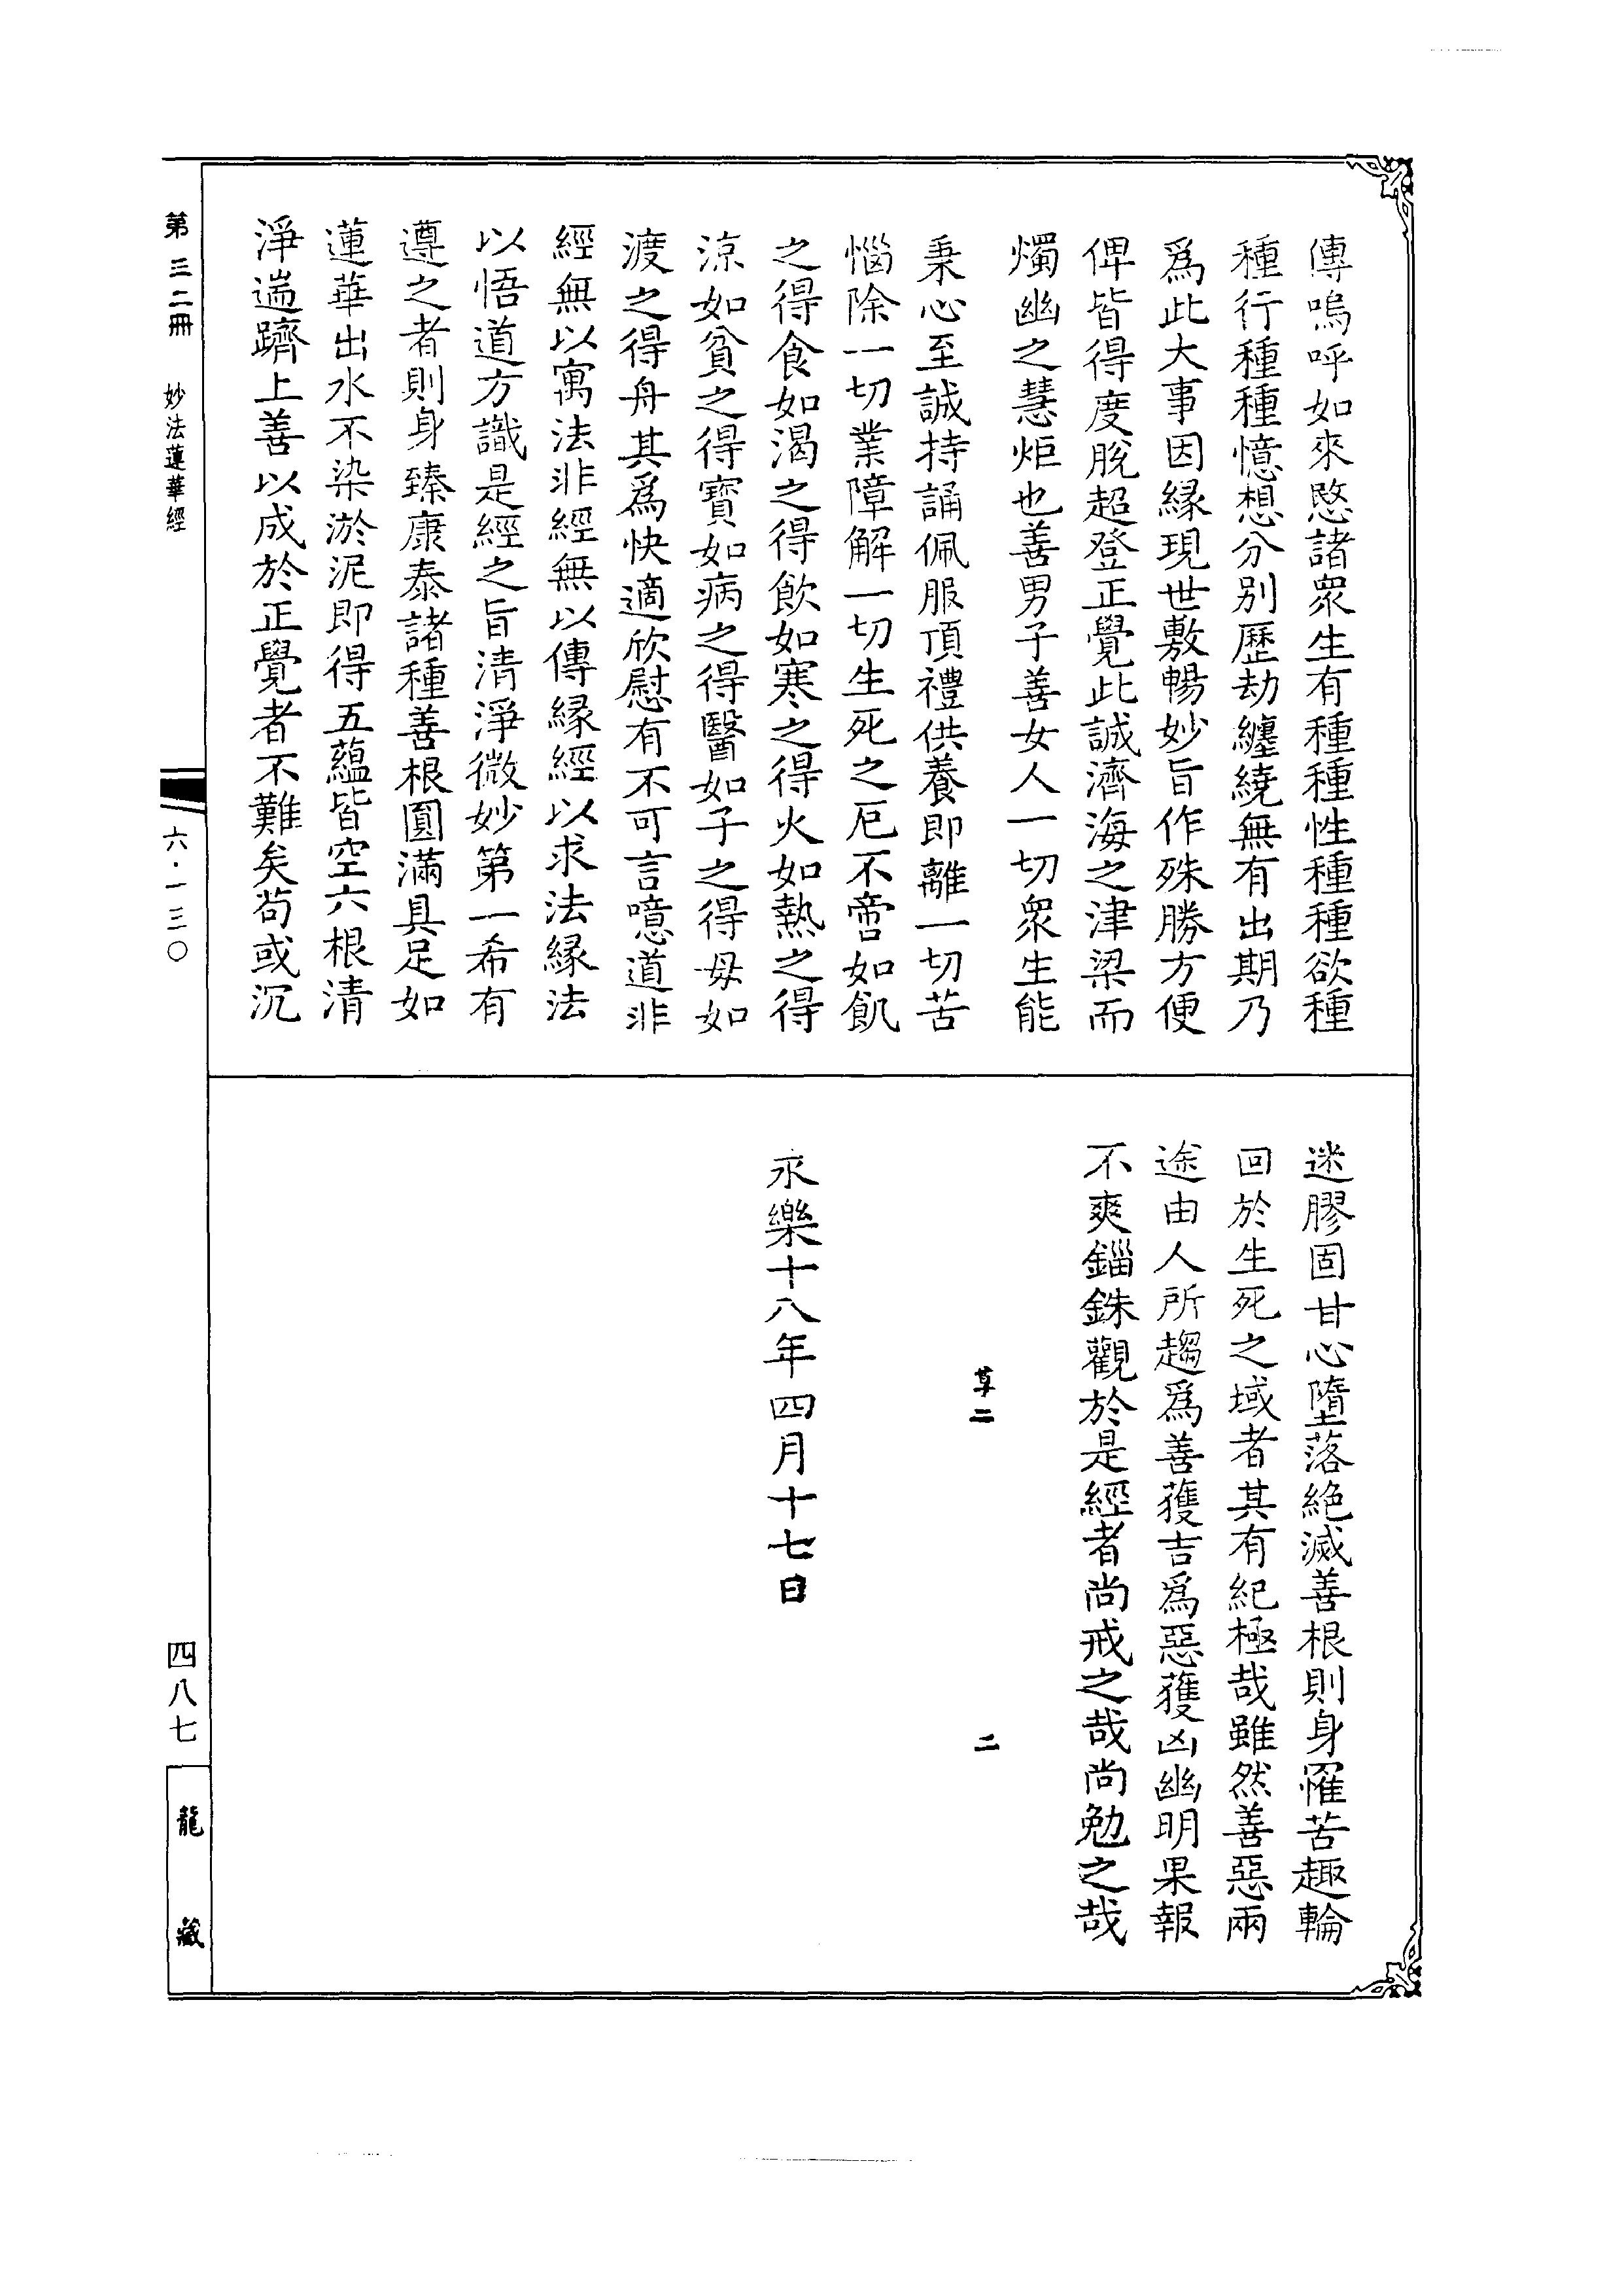 傳嗚呼如來愍諸衆生有種種性種種欲種
種行種種憶想分别歷劫纏繞無有出期乃
爲此大事因緣現世敷暢妙旨作殊勝方便
俾皆得度脫超登正覺此誠濟海之津梁而
燭幽之慧炬也善男子善女人一切衆生能
秉心至誠持誦佩服頂禮供養即離一切苦
惱除一切業障解一切生死之厄不啻如飢
之得食如渴之得飲如寒之得火如熱之得
涼如貧之得寶如病之得醫如子之得母如
渡之得舟其爲快適欣慰有不可言噫道非
經無以寓法非經無以傳緣經以求法緣法
以悟道方識是經之旨清淨微妙第一希有
遵之者則身臻康泰諸種善根圓滿具足如
蓮華出水不染淤泥即得五蘊皆空六根清
淨遄躋上善以成於正覺者不難矣苟或沉
迷膠固甘心墮落絕滅善根則身罹苦趣輪
回於生死之域者其有紀極哉雖然善惡兩
途由人所趨爲善獲吉爲惡獲凶幽明果報
不爽錙銖觀於是經者尚戒之哉尚勉之哉
草二
二
永樂十八年四月十七日
第三二冊
妙法蓮華經
六·一三〇
四八七
龍藏